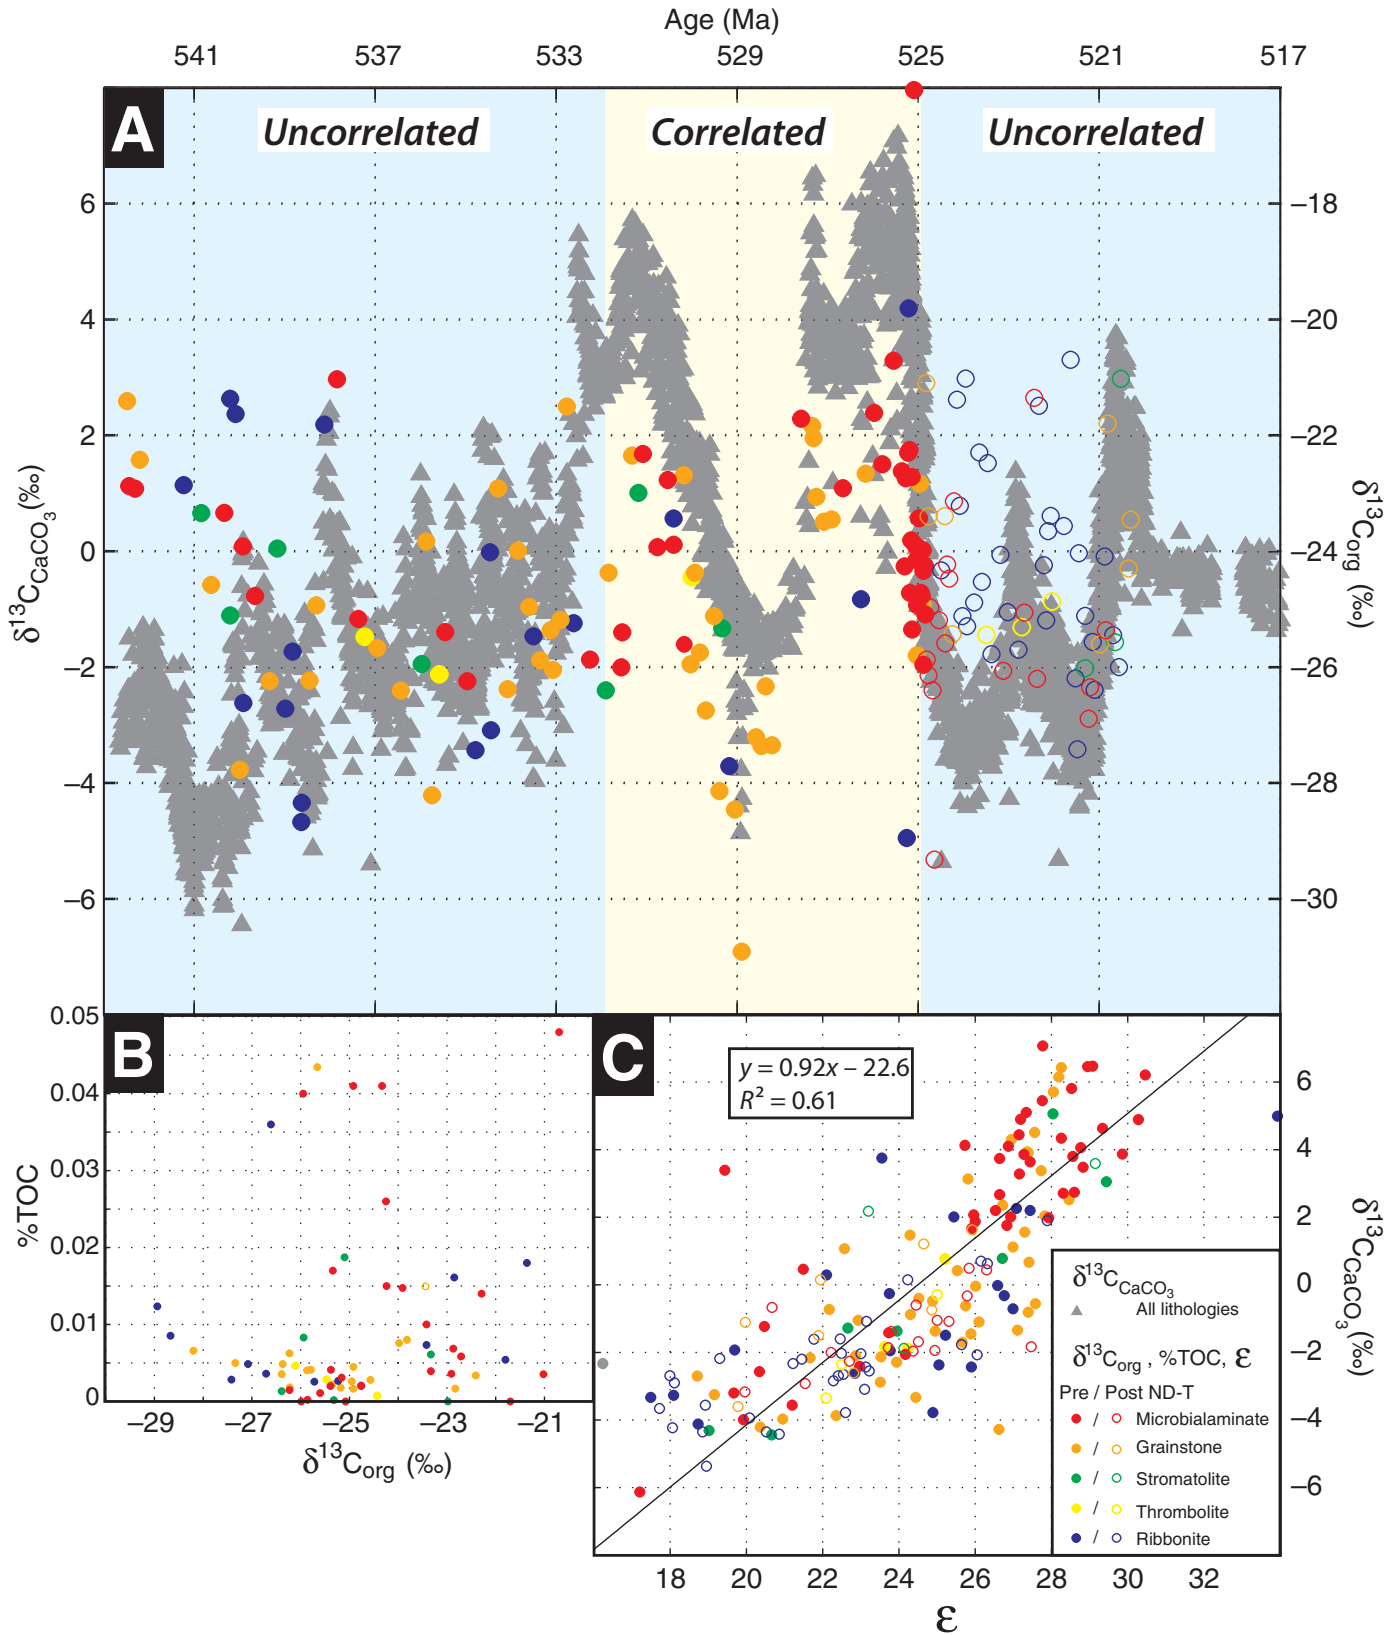 Age (Ma)
541 537 533 529 525 521 517
A
Uncorrelated Correlated Uncorrelated
6 −18
4 −20
2 −22
0 −24
−2 −26
−4 −28
−6 −30
δ13CCaCO3(‰)
δ13Corg (‰)
B
0.05
0.04
0.03
0.02
0.01
0
%TOC
−29 −27 −25 −23 −21
δ13Corg (‰)
C
y = 0.92x – 22.6
R2 = 0.61
6
4
2
0
−2
−4
−6
δ13CCaCO3(‰)
δ13CCaCO3
All lithologies
δ13Corg , %TOC, ε
Pre / Post ND-T
/ Microbialaminate
/ Grainstone
/ Stromatolite
/ Thrombolite
/ Ribbonite
18 20 22 24 26 28 30 32
ε